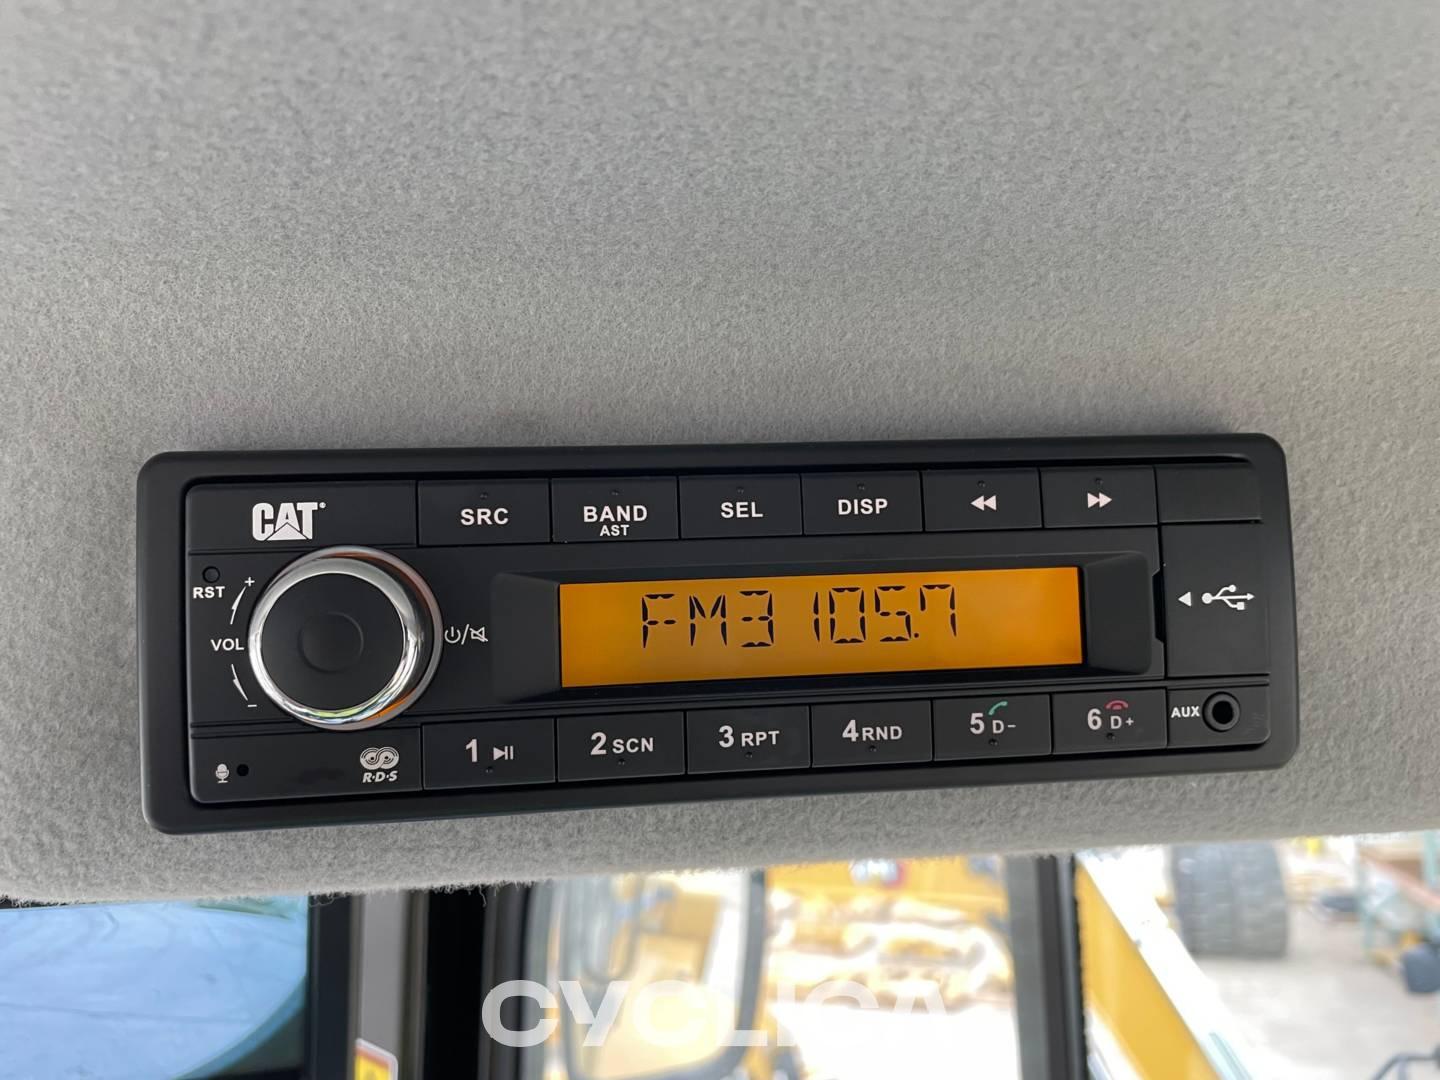 CAT®
SRC
BAND
AST
SEL
DISP
RST
+
VOL
-
FM3 105.7
1
2 SCN
3 RPT
4 RND
5 D-
6 D+
AUX
R·D·S
CYCLICA